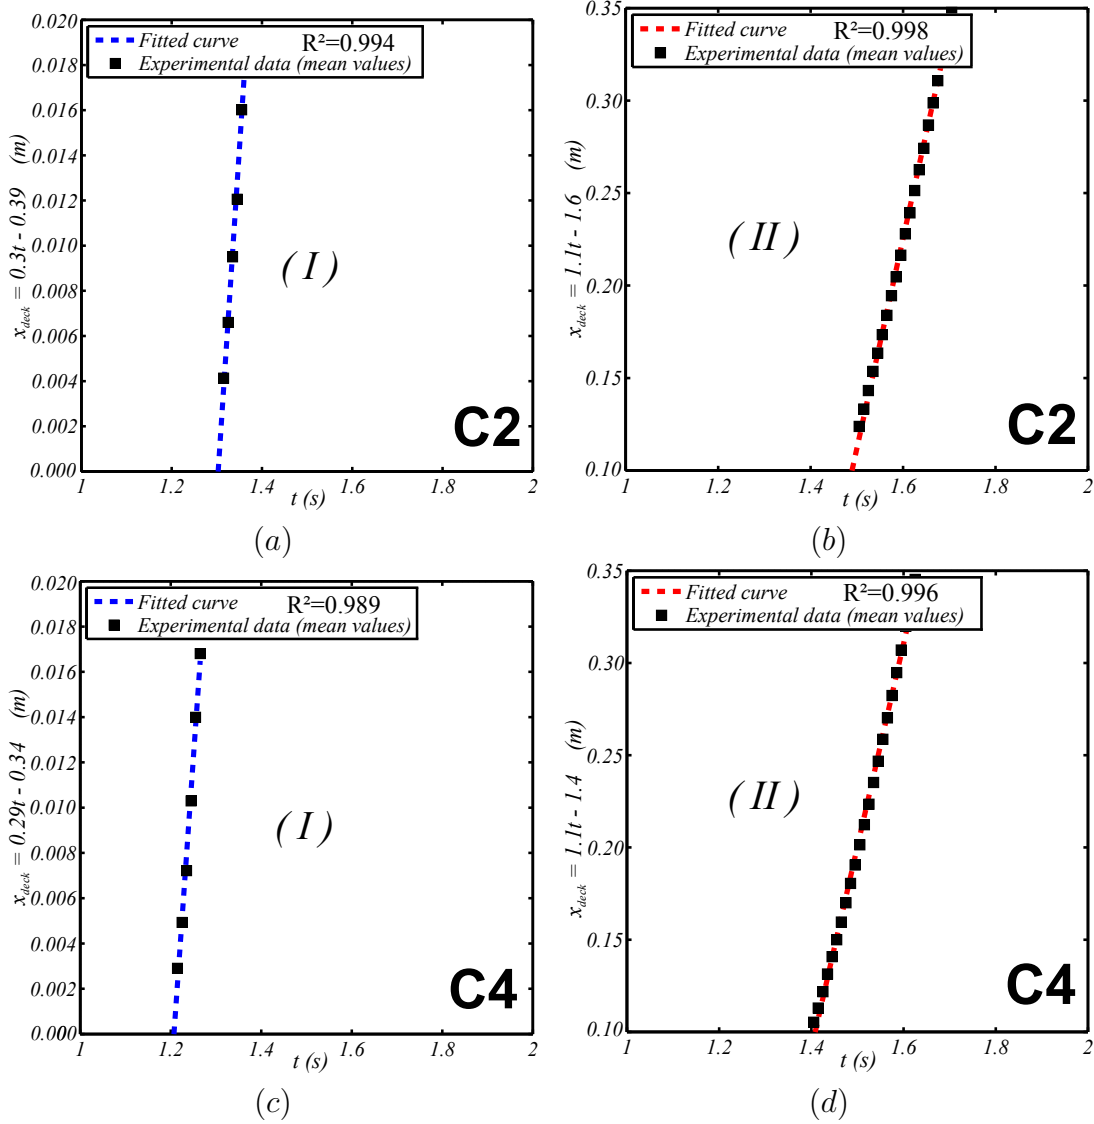 Fitted curve R²=0.994
Experimental data (mean values)
0.020
0.018
0.016
0.014
0.012
0.010
0.008
0.006
0.004
0.002
0.000
x_deck = 0.3t - 0.39 (m)
(I)
C2
1 1.2 1.4 1.6 1.8 2
t (s)
(a)
Fitted curve R²=0.998
Experimental data (mean values)
0.35
0.30
0.25
0.20
0.15
0.10
x_deck = 1.1t - 1.6 (m)
(II)
C2
1 1.2 1.4 1.6 1.8 2
t (s)
(b)
Fitted curve R²=0.989
Experimental data (mean values)
0.020
0.018
0.016
0.014
0.012
0.010
0.008
0.006
0.004
0.002
0.000
x_deck = 0.29t - 0.34 (m)
(I)
C4
1 1.2 1.4 1.6 1.8 2
t (s)
(c)
Fitted curve R²=0.996
Experimental data (mean values)
0.35
0.30
0.25
0.20
0.15
0.10
x_deck = 1.1t - 1.4 (m)
(II)
C4
1 1.2 1.4 1.6 1.8 2
t (s)
(d)